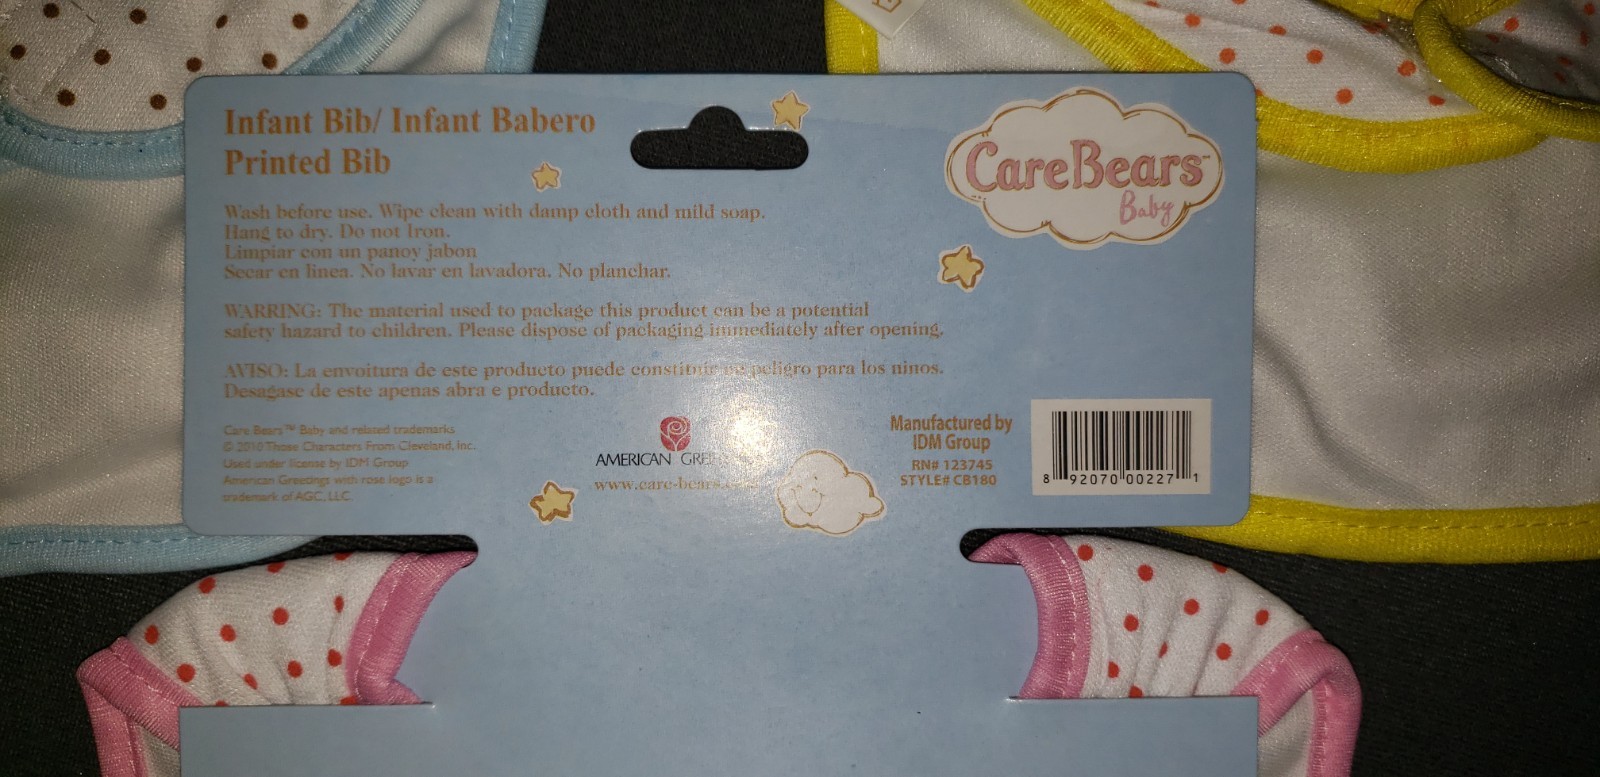 Infant Bib/ Infant Babero
Printed Bib
CareBears™
Baby
Wash before use. Wipe clean with damp cloth and mild soap.
Hang to dry. Do not Iron.
Limpiar con un panoy jabon
Secar en linea. No lavar en lavadora. No planchar.
WARRING: The material used to package this product can be a potential
safety hazard to children. Please dispose of packaging immediately after opening.
AVISO: La envoitura de este producto puede constituir un peligro para los ninos.
Desagase de este apenas abra e producto.
Care Bears™ Baby and related trademarks
© 2010 Those Characters From Cleveland, Inc.
Used under license by IDM Group
American Greetings with rose logo is a
trademark of AGC, LLC.
AMERICAN
www.care-bears.
Manufactured by
IDM Group
RN# 123745
STYLE# CB180
8 92070 00227 1